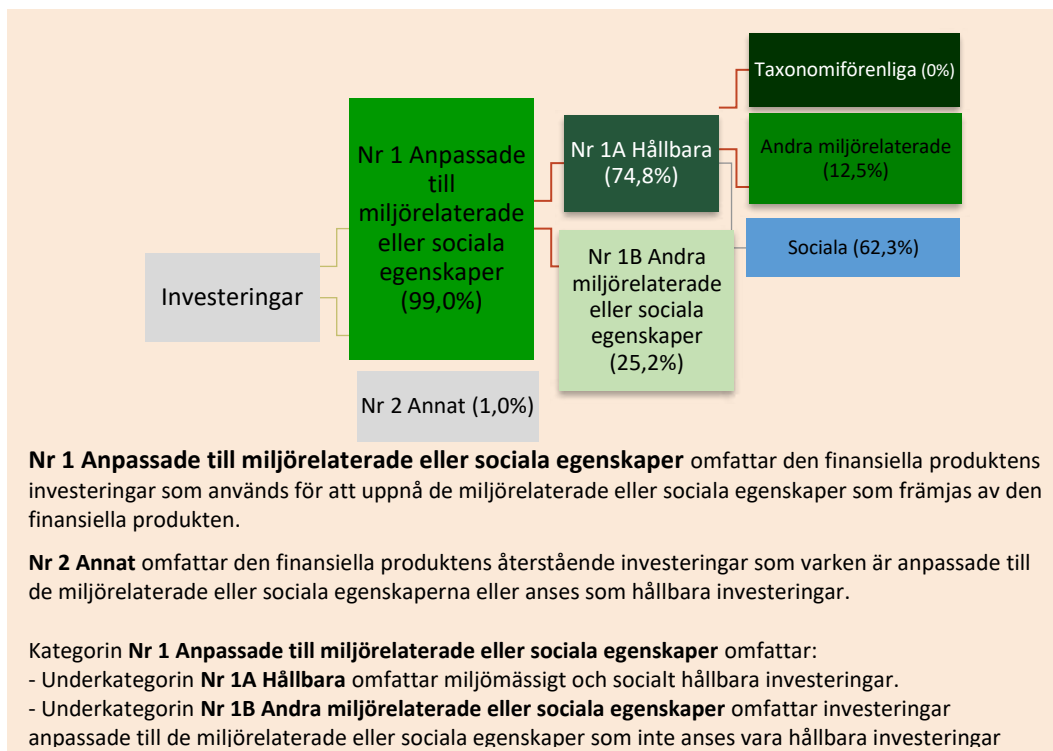 Investeringar
Nr 1 Anpassade
till
miljörelaterade
eller sociala
egenskaper
(99,0%)
Nr 2 Annat (1,0%)
Nr 1A Hållbara
(74,8%)
Nr 1B Andra
miljörelaterade
eller sociala
egenskaper
(25,2%)
Taxonomiförenliga (0%)
Andra miljörelaterade
(12,5%)
Sociala (62,3%)
Nr 1 Anpassade till miljörelaterade eller sociala egenskaper omfattar den finansiella produktens
investeringar som används för att uppnå de miljörelaterade eller sociala egenskaper som främjas av den
finansiella produkten.
Nr 2 Annat omfattar den finansiella produktens återstående investeringar som varken är anpassade till
de miljörelaterade eller sociala egenskaperna eller anses som hållbara investeringar.
Kategorin Nr 1 Anpassade till miljörelaterade eller sociala egenskaper omfattar:
- Underkategorin Nr 1A Hållbara omfattar miljömässigt och socialt hållbara investeringar.
- Underkategorin Nr 1B Andra miljörelaterade eller sociala egenskaper omfattar investeringar
anpassade till de miljörelaterade eller sociala egenskaper som inte anses vara hållbara investeringar